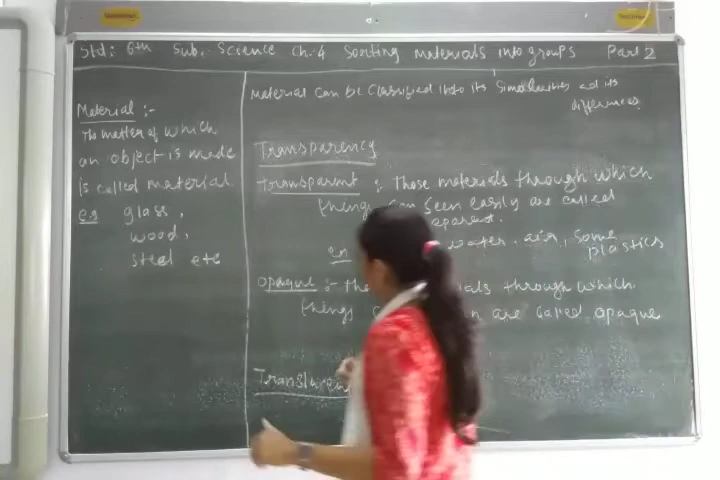 Std: 6th Sub. Science Ch:4 Sorting materials into groups Part 2
Material :-
The matter of which
an object is made
is called material
eg glass,
wood,
steel etc
Material can be Classified into its and its
differences
Transparency
Transparent : Those materials through which
things can seen easily are called
water, air, some
plastics
Opaque :- through which
things are called opaque